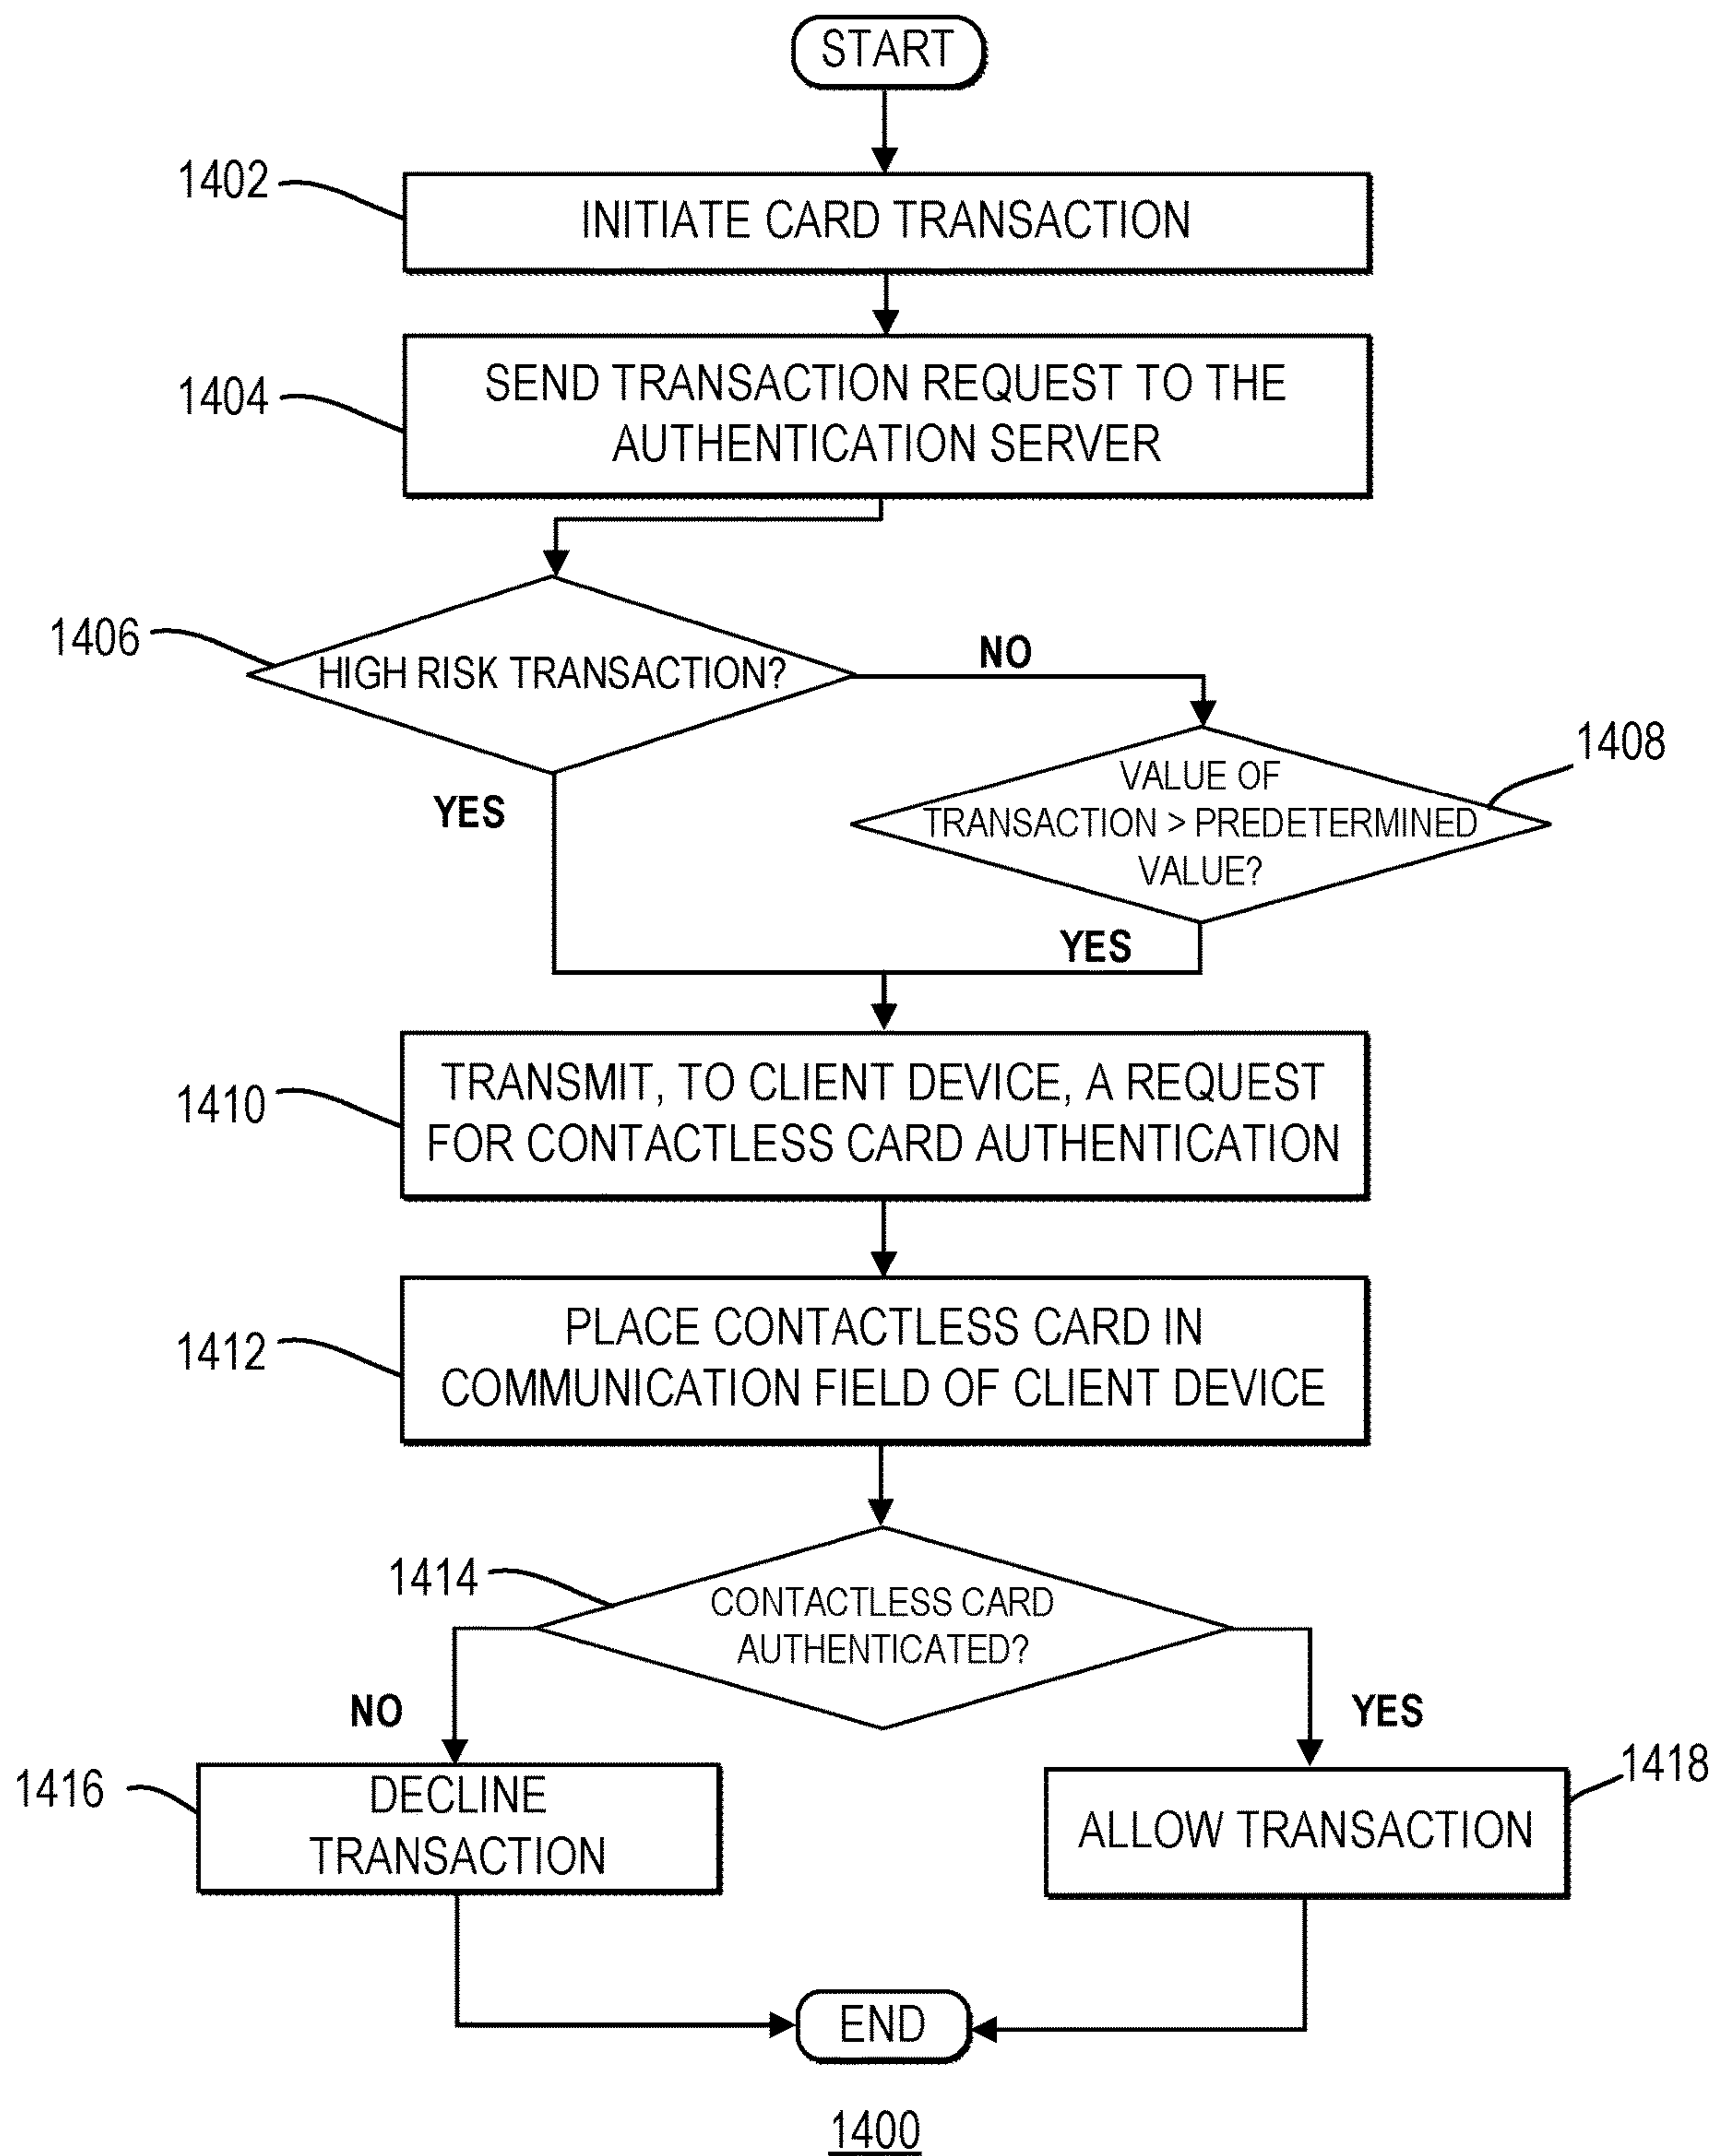 START
1402
INITIATE CARD TRANSACTION
1404
SEND TRANSACTION REQUEST TO THE
AUTHENTICATION SERVER
1406
HIGH RISK TRANSACTION?
NO
YES
1408
VALUE OF
TRANSACTION > PREDETERMINED
VALUE?
YES
1410
TRANSMIT, TO CLIENT DEVICE, A REQUEST
FOR CONTACTLESS CARD AUTHENTICATION
1412
PLACE CONTACTLESS CARD IN
COMMUNICATION FIELD OF CLIENT DEVICE
1414
CONTACTLESS CARD
AUTHENTICATED?
NO
YES
1416
DECLINE
TRANSACTION
1418
ALLOW TRANSACTION
END
1400